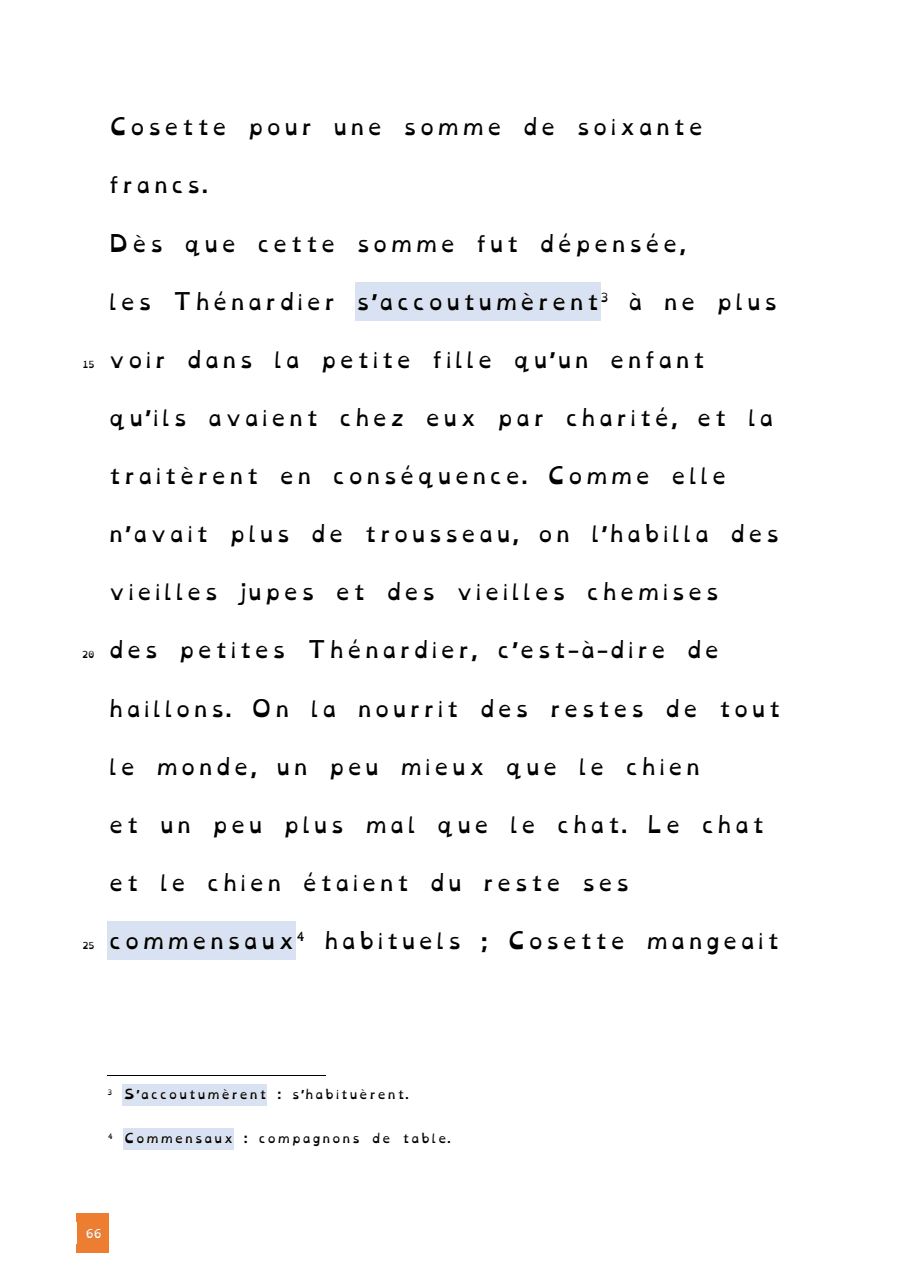 Cosette pour une somme de soixante
francs.
Dès que cette somme fut dépensée,
les Thénardier s'accoutumèrent³ à ne plus
15 voir dans la petite fille qu'un enfant
qu'ils avaient chez eux par charité, et la
traitèrent en conséquence. Comme elle
n'avait plus de trousseau, on l'habilla des
vieilles jupes et des vieilles chemises
20 des petites Thénardier, c'est-à-dire de
haillons. On la nourrit des restes de tout
le monde, un peu mieux que le chien
et un peu plus mal que le chat. Le chat
et le chien étaient du reste ses
25 commensaux⁴ habituels ; Cosette mangeait
³ S'accoutumèrent : s'habituèrent.
⁴ Commensaux : compagnons de table.
66